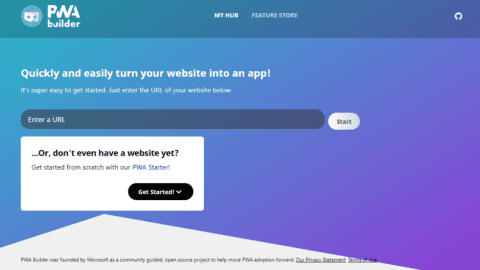 PWA
builder
MY HUB FEATURE STORE
Quickly and easily turn your website into an app!
It's super easy to get started. Just enter the URL of your website below
Enter a URL
Start
...Or, don't even have a website yet?
Get started from scratch with our PWA Starter!
Get Started!
PWA Builder was founded by Microsoft as a community guided, open source project to help move PWA adoption forward. Our Privacy Statement Terms of Use